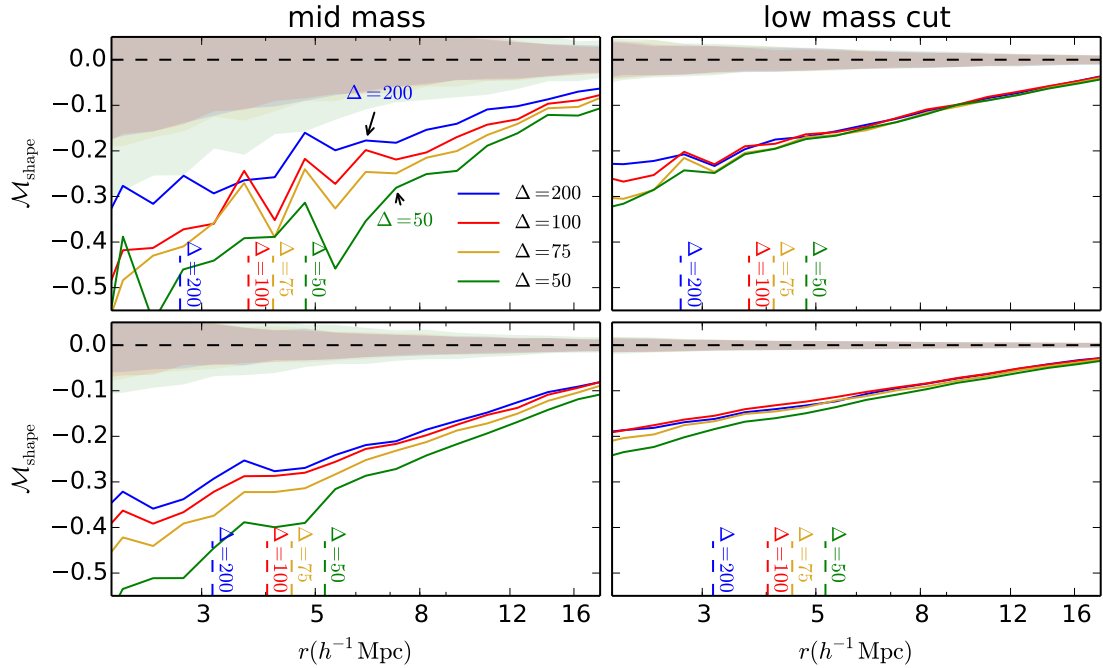 mid mass
low mass cut
0.0
−0.1
−0.2
−0.3
−0.4
−0.5
ℳshape
Δ = 200
Δ = 50
Δ = 200
Δ = 100
Δ = 75
Δ = 50
Δ = 200
Δ = 100
Δ = 75
Δ = 50
Δ = 200
Δ = 100
Δ = 75
Δ = 50
0.0
−0.1
−0.2
−0.3
−0.4
−0.5
ℳshape
Δ = 200
Δ = 100
Δ = 75
Δ = 50
Δ = 200
Δ = 100
Δ = 75
Δ = 50
3 5 8 12 16
3 5 8 12 16
r(h⁻¹ Mpc)
r(h⁻¹ Mpc)